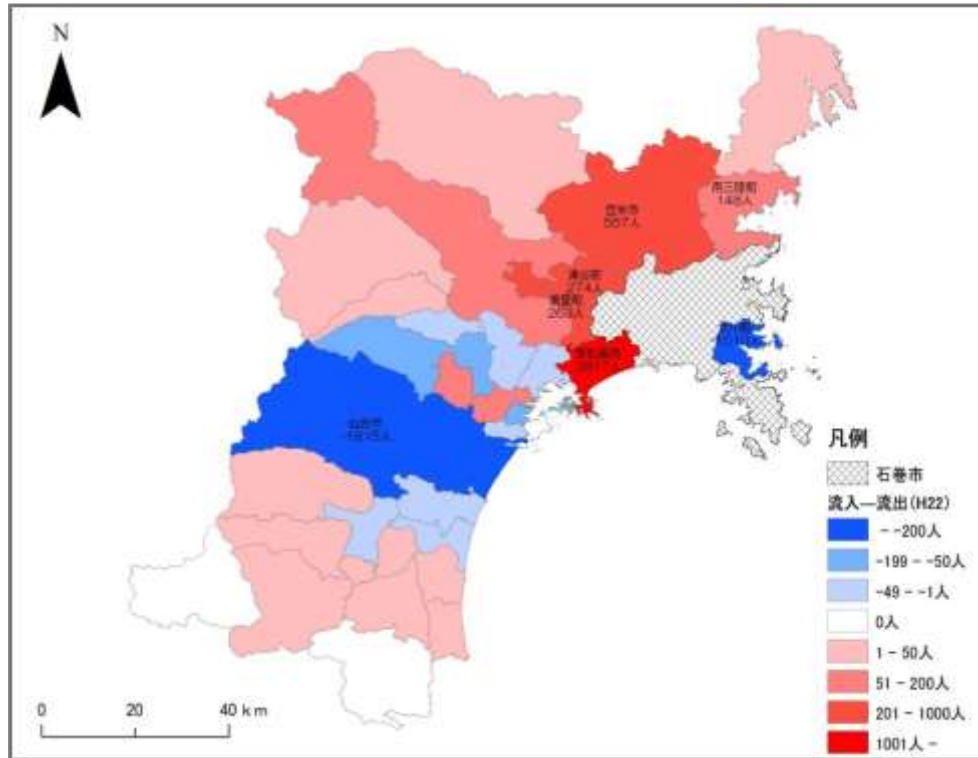 N
南三陸町
148人
登米市
557人
涌谷町
274人
美里町
東松島市
仙台市
凡例
石巻市
流入―流出(H22)
- -200人
-199 - -50人
-49 - -1人
0人
1 - 50人
51 - 200人
201 - 1000人
1001人 -
0 20 40 km